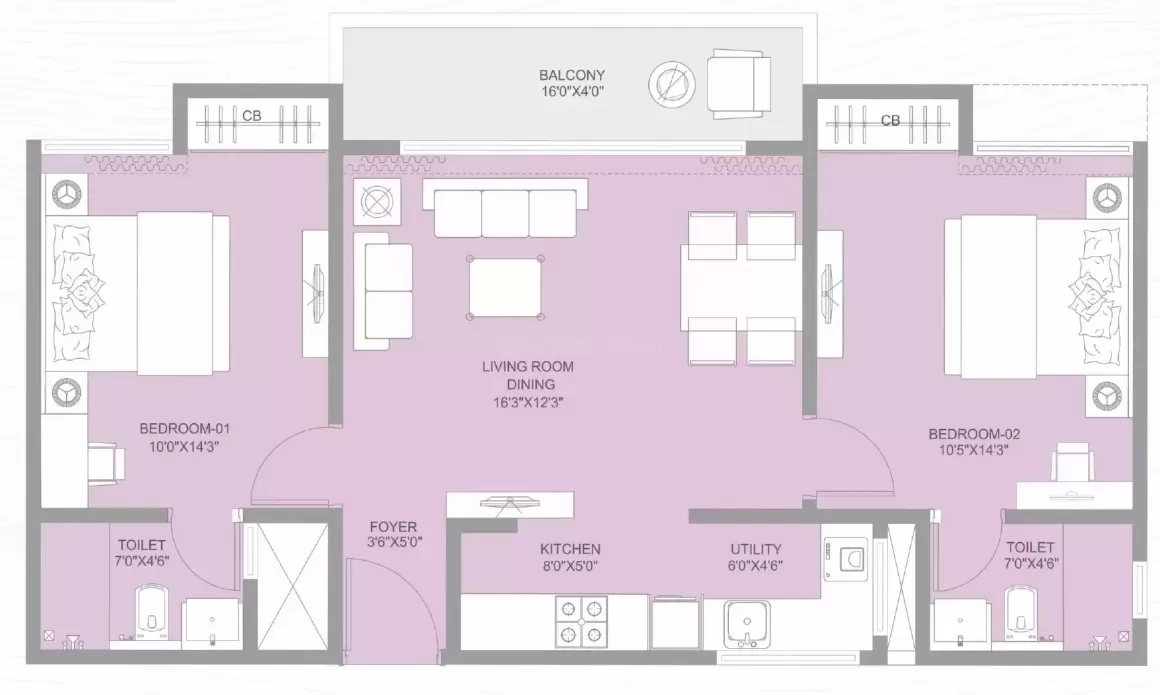 BALCONY
16'0"X4'0"
CB
CB
LIVING ROOM
DINING
16'3"X12'3"
BEDROOM-01
10'0"X14'3"
BEDROOM-02
10'5"X14'3"
FOYER
3'6"X5'0"
TOILET
7'0"X4'6"
KITCHEN
8'0"X5'0"
UTILITY
6'0"X4'6"
TOILET
7'0"X4'6"